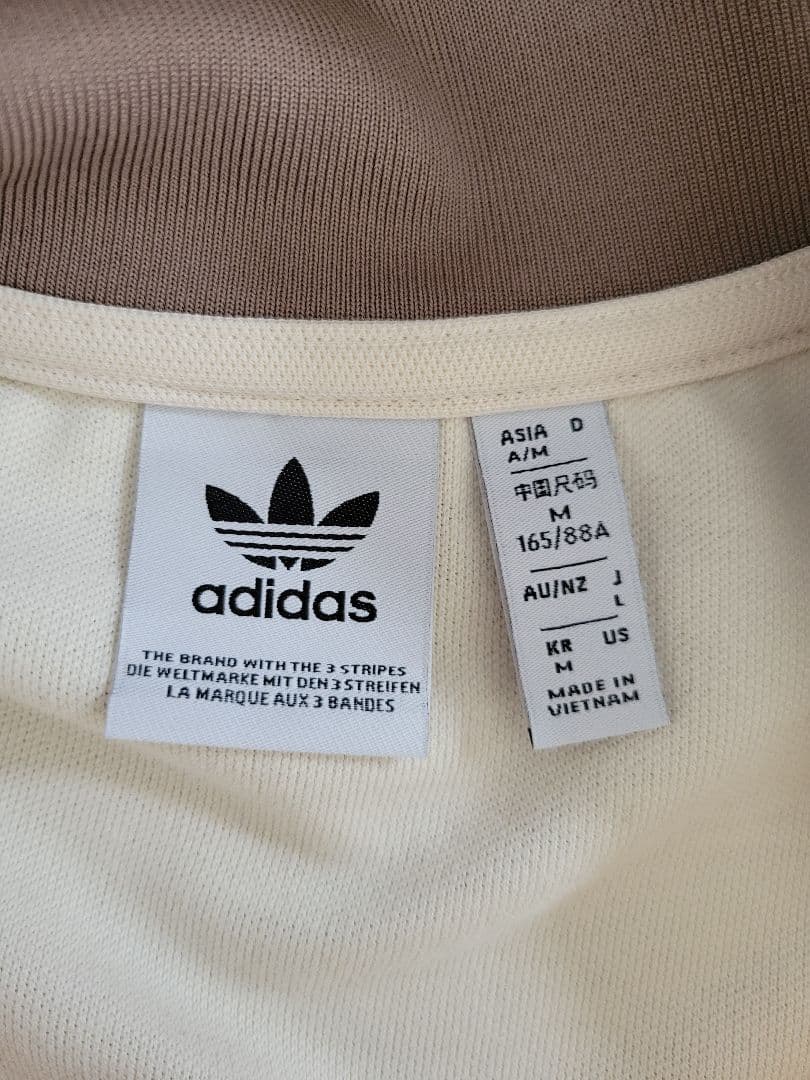 adidas
THE BRAND WITH THE 3 STRIPES
DIE WELTMARKE MIT DEN 3 STREIFEN
LA MARQUE AUX 3 BANDES
ASIA D
A/M
中国尺码
M
165/88A
AU/NZ J
L
KR US
M
MADE IN
VIETNAM